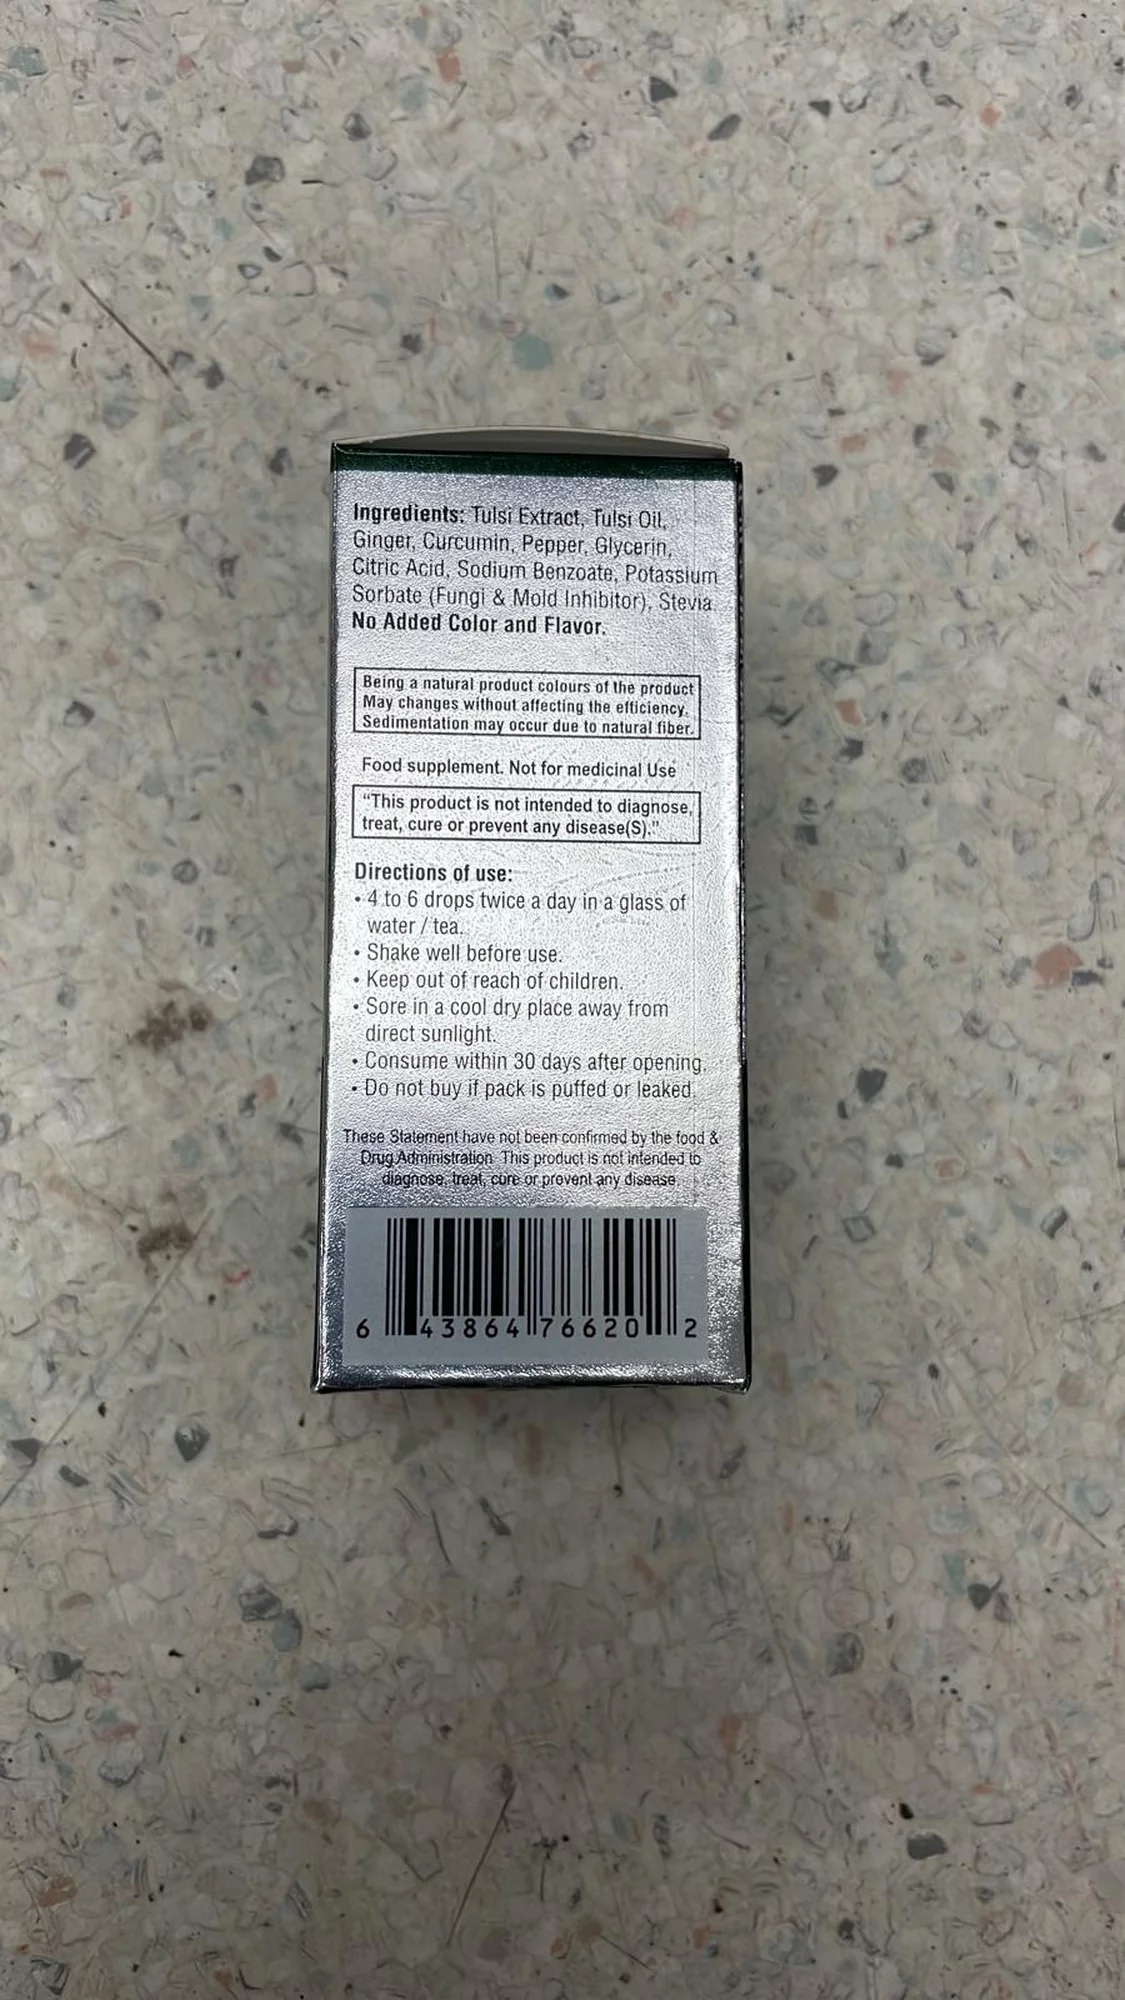 Ingredients: Tulsi Extract, Tulsi Oil,
Ginger, Curcumin, Pepper, Glycerin,
Citric Acid, Sodium Benzoate, Potassium
Sorbate (Fungi & Mold Inhibitor), Stevia.
No Added Color and Flavor.
Being a natural product colours of the product
May changes without affecting the efficiency.
Sedimentation may occur due to natural fiber.
Food supplement. Not for medicinal Use
"This product is not intended to diagnose,
treat, cure or prevent any disease(S)."
Directions of use:
• 4 to 6 drops twice a day in a glass of
water / tea.
• Shake well before use.
• Keep out of reach of children.
• Sore in a cool dry place away from
direct sunlight.
• Consume within 30 days after opening.
• Do not buy if pack is puffed or leaked.
These Statement have not been confirmed by the food &
Drug Administration. This product is not intended to
diagnose, treat, cure or prevent any disease.
6 43864 76620 2